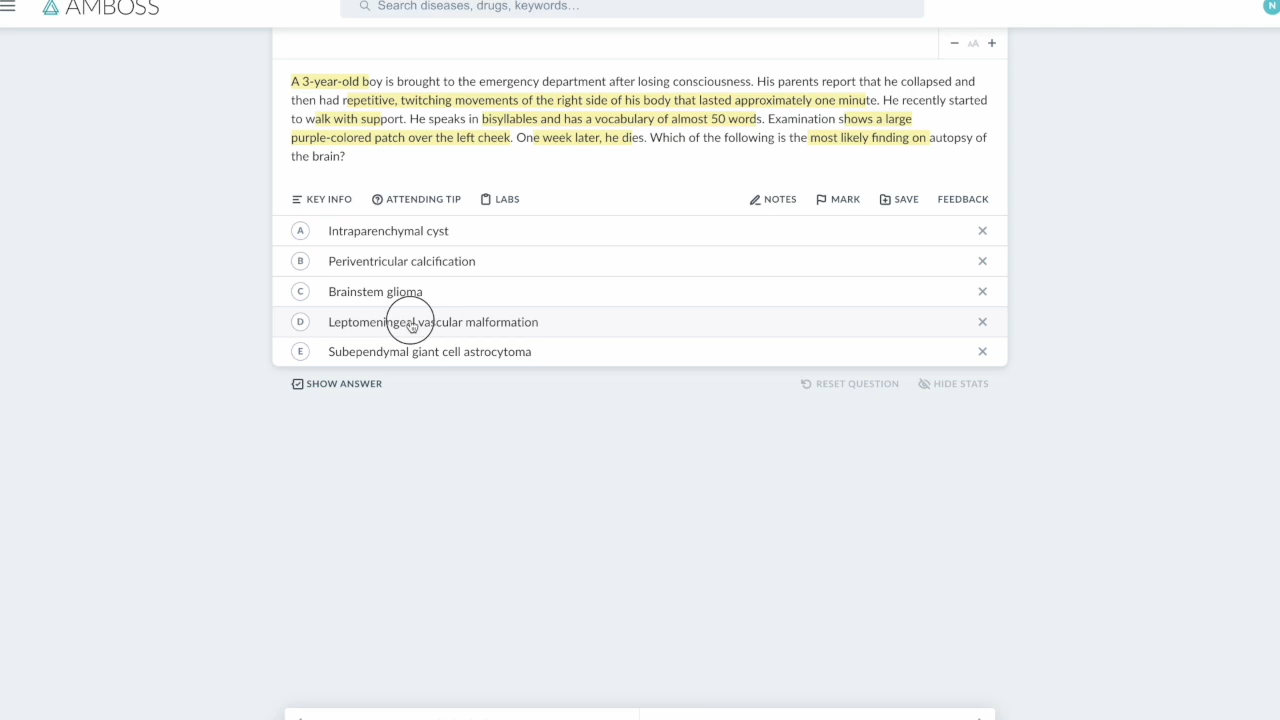 AMBOSS
Search diseases, drugs, keywords…
N
− AA +
A 3-year-old boy is brought to the emergency department after losing consciousness. His parents report that he collapsed and
then had repetitive, twitching movements of the right side of his body that lasted approximately one minute. He recently started
to walk with support. He speaks in bisyllables and has a vocabulary of almost 50 words. Examination shows a large
purple-colored patch over the left cheek. One week later, he dies. Which of the following is the most likely finding on autopsy of
the brain?
KEY INFO ATTENDING TIP LABS NOTES MARK SAVE FEEDBACK
A Intraparenchymal cyst
B Periventricular calcification
C Brainstem glioma
D Leptomeningeal vascular malformation
E Subependymal giant cell astrocytoma
SHOW ANSWER RESET QUESTION HIDE STATS